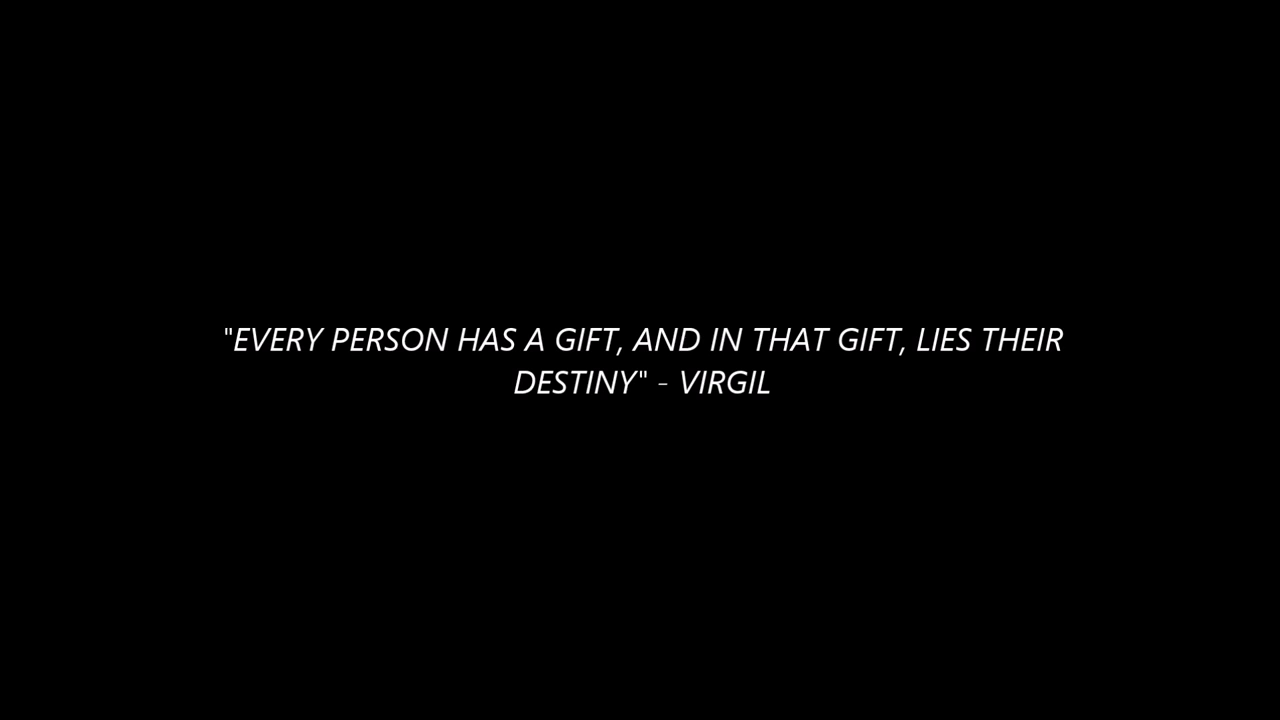 "EVERY PERSON HAS A GIFT, AND IN THAT GIFT, LIES THEIR
DESTINY" - VIRGIL